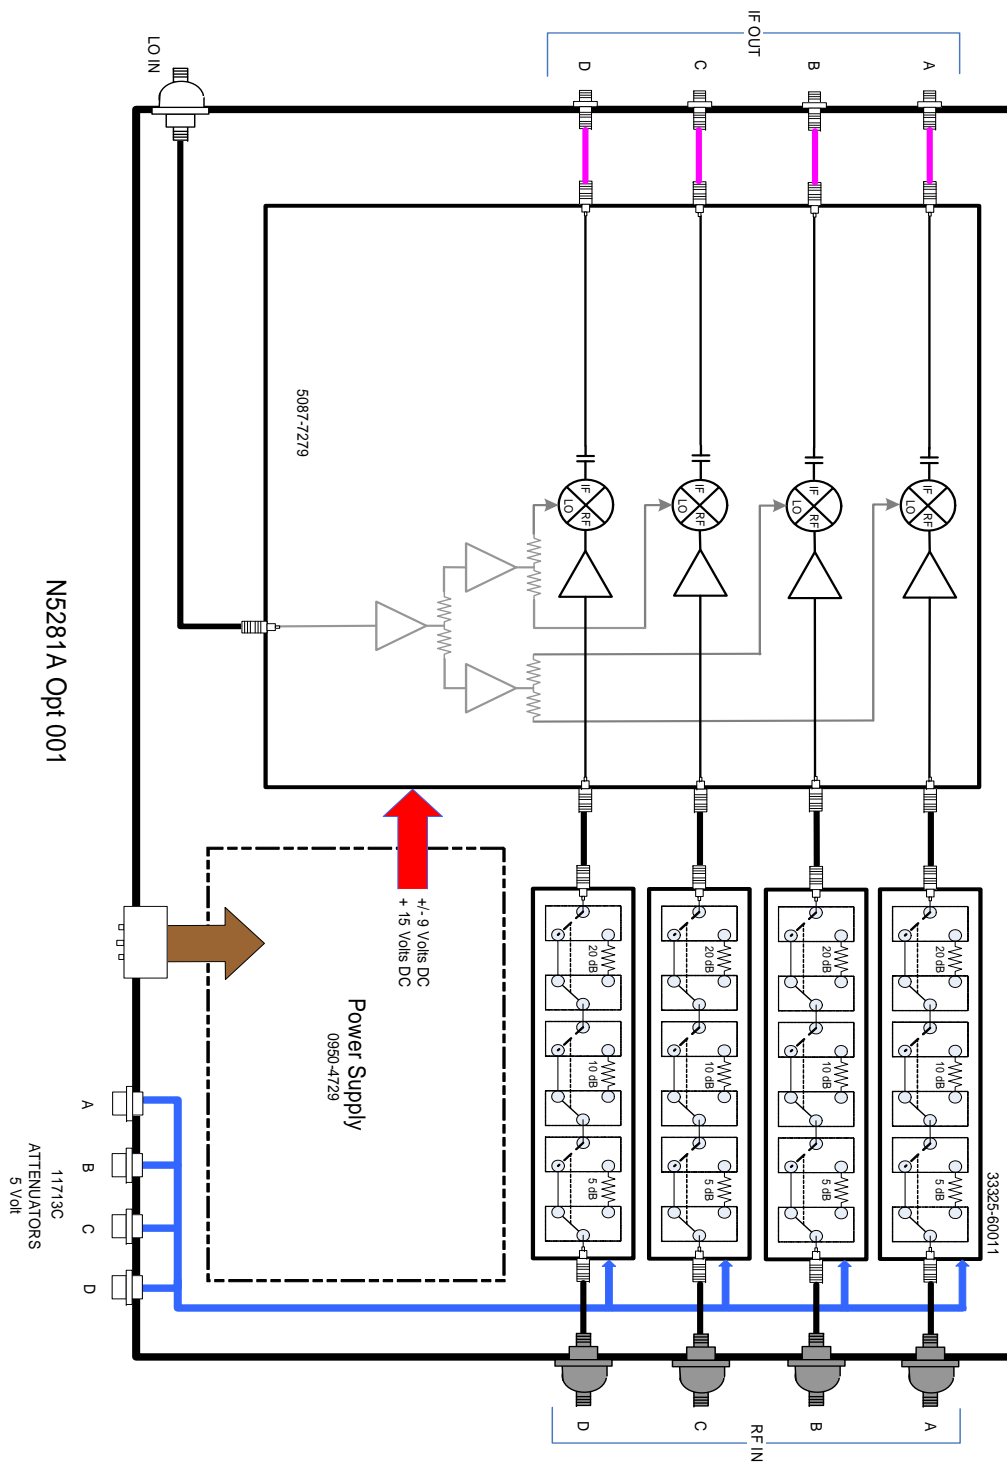 N5281A Opt 001
LO IN
IF OUT
D
C
B
A
5087-7279
IF
LO
RF
IF
LO
RF
IF
LO
RF
IF
LO
RF
+/- 9 Volts DC
+ 15 Volts DC
Power Supply
0950-4729
33325-60011
20 dB
10 dB
5 dB
20 dB
10 dB
5 dB
20 dB
10 dB
5 dB
20 dB
10 dB
5 dB
A
B
C
D
11713C
ATTENUATORS
5 Volt
RF IN
D
C
B
A